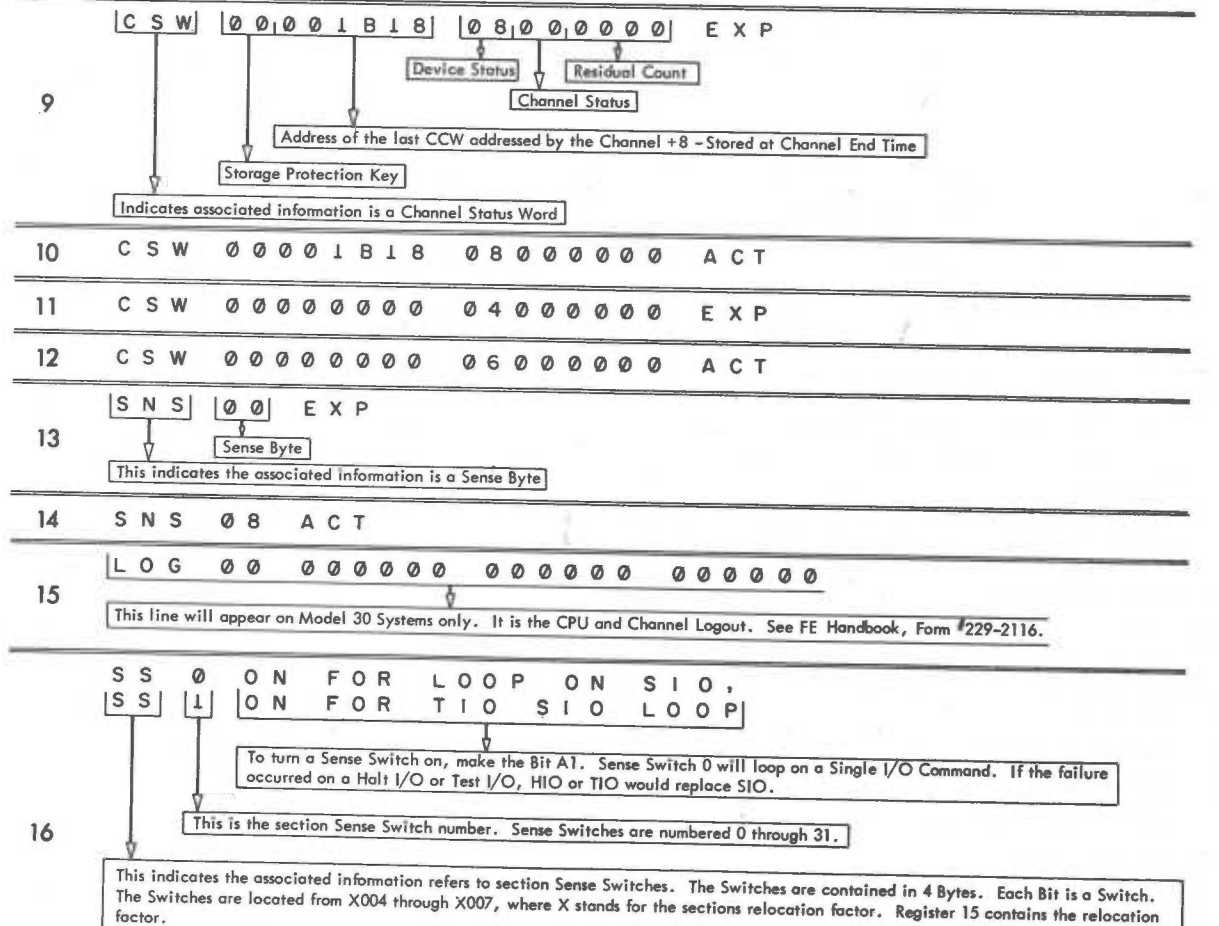 C S W 0 0 0 0 1 B 1 8 0 8 0 0 0 0 0 0 E X P
Device Status
Residual Count
Channel Status
9
Address of the last CCW addressed by the Channel +8 - Stored at Channel End Time
Storage Protection Key
Indicates associated information is a Channel Status Word
10 C S W 0 0 0 0 1 B 1 8 0 8 0 0 0 0 0 0 A C T
11 C S W 0 0 0 0 0 0 0 0 0 4 0 0 0 0 0 0 E X P
12 C S W 0 0 0 0 0 0 0 0 0 6 0 0 0 0 0 0 A C T
S N S 0 0 E X P
13
Sense Byte
This indicates the associated information is a Sense Byte
14 S N S 0 8 A C T
L O G 0 0 0 0 0 0 0 0 0 0 0 0 0 0 0 0 0 0 0 0
15
This line will appear on Model 30 Systems only. It is the CPU and Channel Logout. See FE Handbook, Form #229-2116.
S S 0 O N F O R L O O P O N S I O ,
S S 1 O N F O R T I O S I O L O O P
To turn a Sense Switch on, make the Bit A1. Sense Switch 0 will loop on a Single I/O Command. If the failure
occurred on a Halt I/O or Test I/O, HIO or TIO would replace SIO.
This is the section Sense Switch number. Sense Switches are numbered 0 through 31.
16
This indicates the associated information refers to section Sense Switches. The Switches are contained in 4 Bytes. Each Bit is a Switch.
The Switches are located from X004 through X007, where X stands for the sections relocation factor. Register 15 contains the relocation
factor.